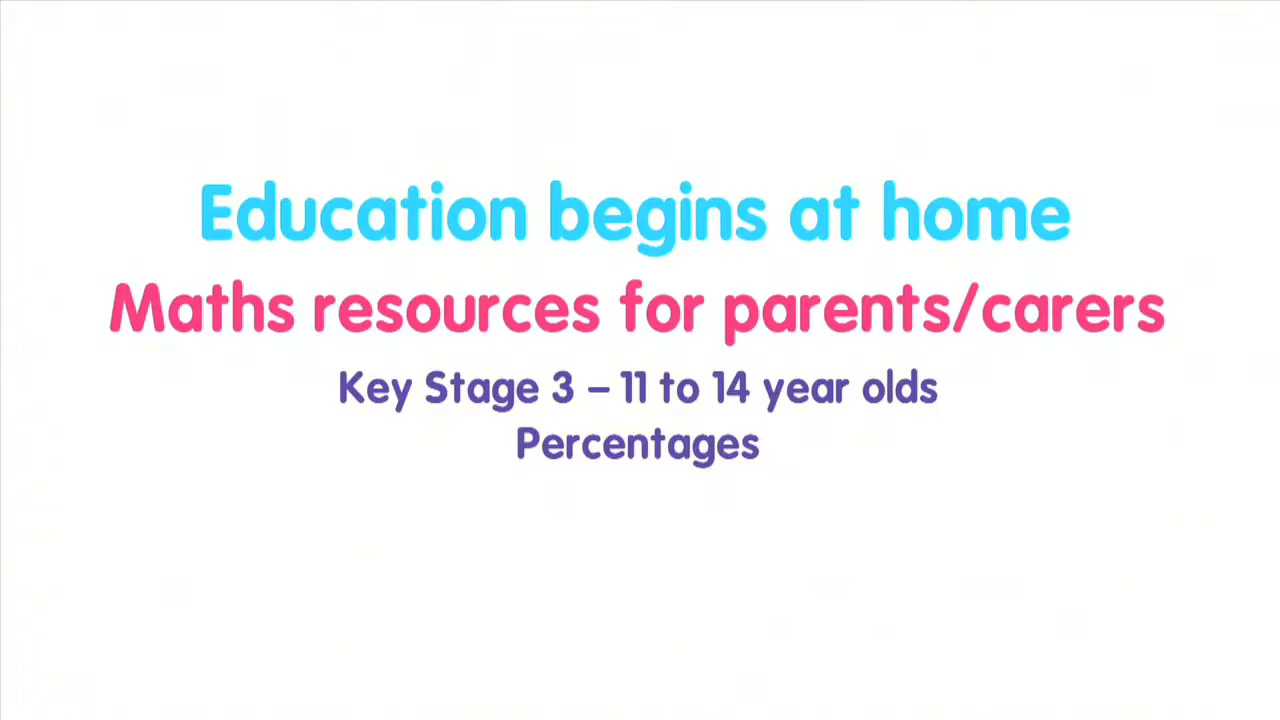 Education begins at home
Maths resources for parents/carers
Key Stage 3 – 11 to 14 year olds
Percentages